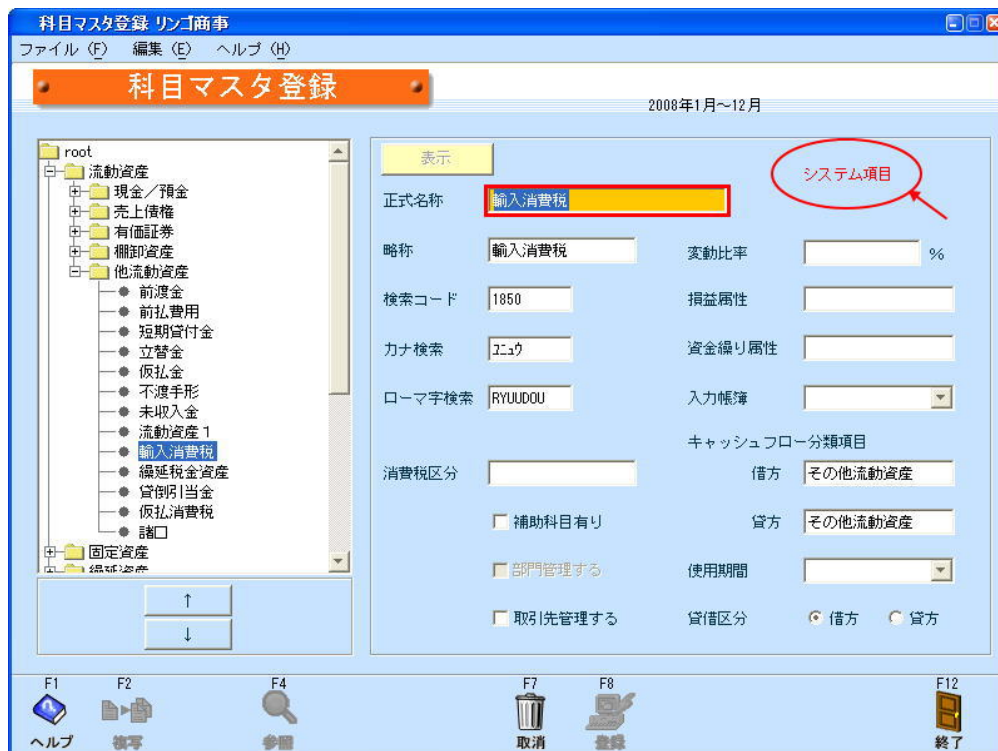 科目マスタ登録 リンゴ商事
ファイル (F) 編集 (E) ヘルプ (H)
科目マスタ登録
2008年1月～12月
root
流動資産
現金／預金
売上債権
有価証券
棚卸資産
他流動資産
前渡金
前払費用
短期貸付金
立替金
仮払金
不渡手形
未収入金
流動資産１
輸入消費税
繰延税金資産
貸倒引当金
仮払消費税
諸口
固定資産
繰延資産
↑
↓
表示
システム項目
正式名称 輸入消費税
略称 輸入消費税 変動比率 %
検索コード 1850 損益属性
カナ検索 ﾕﾆｭｳ 資金繰り属性
ローマ字検索 RYUUDOU 入力帳簿
キャッシュフロー分類項目
消費税区分 借方 その他流動資産
補助科目有り 貸方 その他流動資産
部門管理する 使用期間
取引先管理する 貸借区分 借方 貸方
F1 F2 F4 F7 F8 F12
ヘルプ 複写 参照 取消 登録 終了